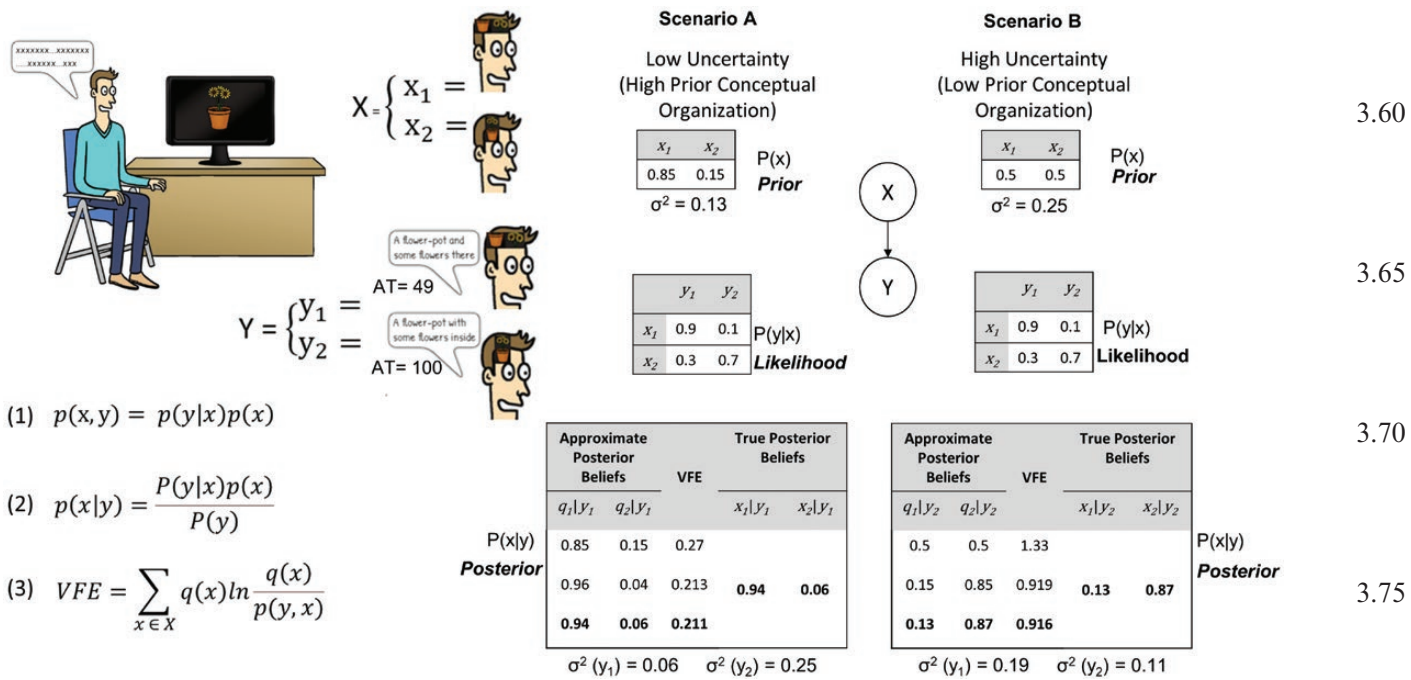 xxxxxxx xxxxxxx
xxxxxx xxx
X = { x₁ =
x₂ =
Y = { y₁ =
y₂ =
A flower-pot and
some flowers there
AT= 49
A flower-pot with
some flowers inside
AT= 100
(1) p(x,y) = p(y|x)p(x)
(2) p(x|y) = P(y|x)p(x) / P(y)
(3) VFE = ∑ x ∈ X q(x)ln q(x) / p(y,x)
Scenario A
Low Uncertainty
(High Prior Conceptual
Organization)
x₁ x₂
0.85 0.15
P(x)
Prior
σ² = 0.13
y₁ y₂
x₁ 0.9 0.1
x₂ 0.3 0.7
P(y|x)
Likelihood
X
Y
Scenario B
High Uncertainty
(Low Prior Conceptual
Organization)
x₁ x₂
0.5 0.5
P(x)
Prior
σ² = 0.25
y₁ y₂
x₁ 0.9 0.1
x₂ 0.3 0.7
P(y|x)
Likelihood
P(x|y)
Posterior
Approximate
Posterior
Beliefs
VFE
True Posterior
Beliefs
q₁|y₁ q₂|y₁ x₁|y₁ x₂|y₁
0.85 0.15 0.27
0.96 0.04 0.213 0.94 0.06
0.94 0.06 0.211
σ² (y₁) = 0.06 σ² (y₂) = 0.25
Approximate
Posterior
Beliefs
VFE
True Posterior
Beliefs
q₁|y₂ q₂|y₂ x₁|y₂ x₂|y₂
0.5 0.5 1.33
0.15 0.85 0.919 0.13 0.87
0.13 0.87 0.916
P(x|y)
Posterior
σ² (y₁) = 0.19 σ² (y₂) = 0.11
3.60
3.65
3.70
3.75